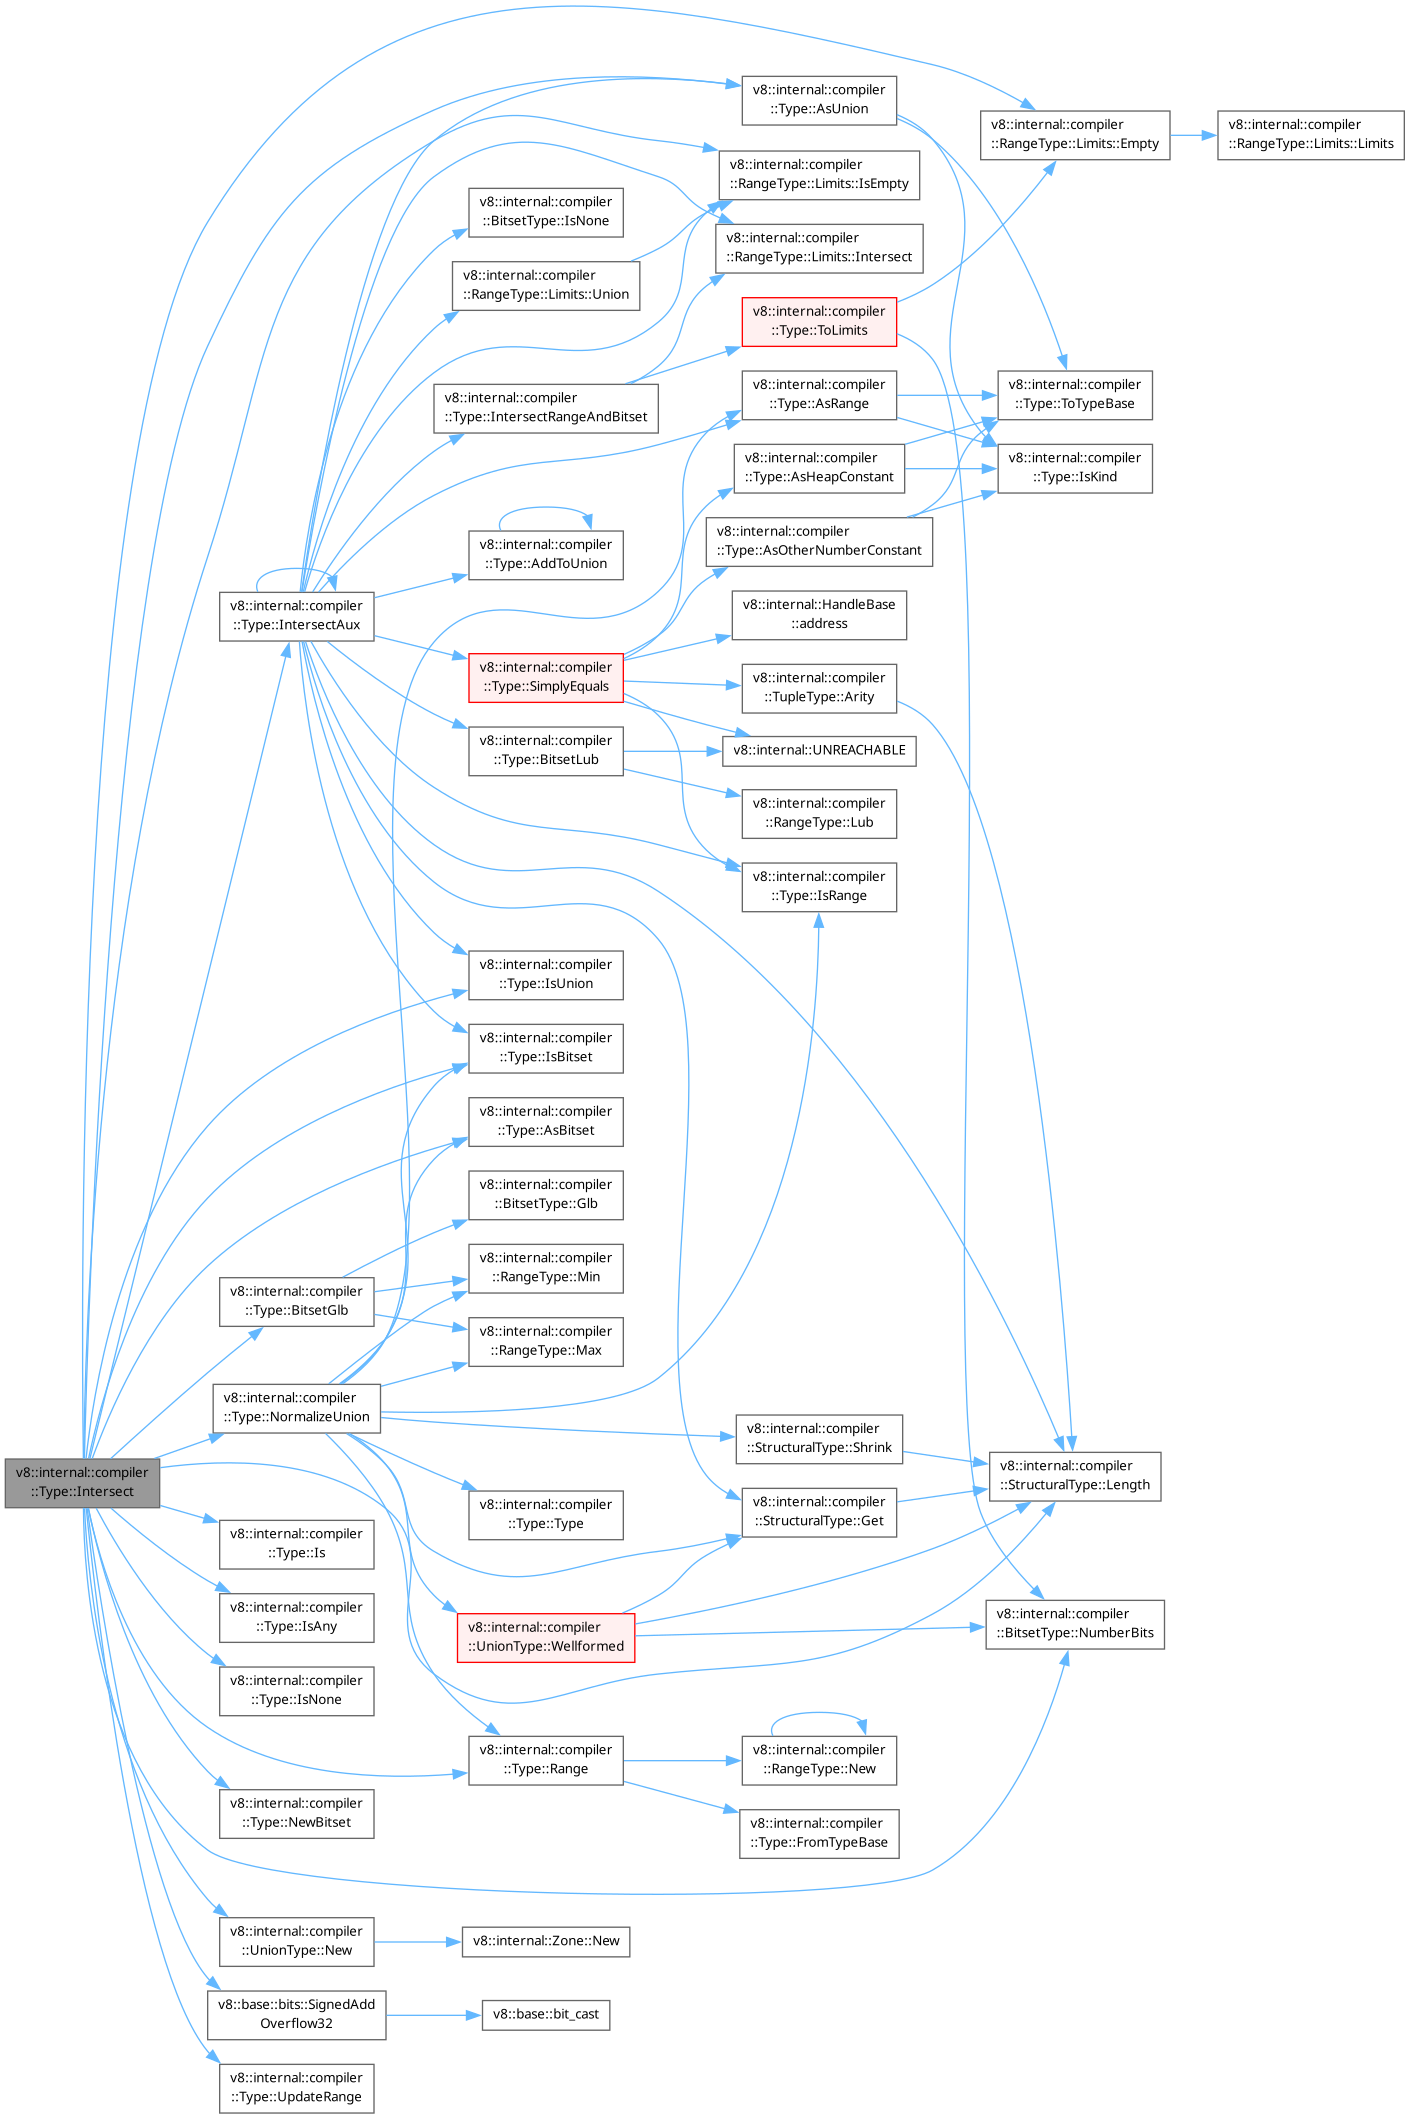 v8::internal::compiler
::Type::Intersect
v8::internal::compiler
::Type::IntersectAux
v8::internal::compiler
::Type::BitsetGlb
v8::internal::compiler
::Type::NormalizeUnion
v8::internal::compiler
::Type::Is
v8::internal::compiler
::Type::IsAny
v8::internal::compiler
::Type::IsNone
v8::internal::compiler
::Type::NewBitset
v8::internal::compiler
::UnionType::New
v8::base::bits::SignedAdd
Overflow32
v8::internal::compiler
::Type::UpdateRange
v8::internal::compiler
::BitsetType::IsNone
v8::internal::compiler
::RangeType::Limits::Union
v8::internal::compiler
::Type::IntersectRangeAndBitset
v8::internal::compiler
::Type::AddToUnion
v8::internal::compiler
::Type::SimplyEquals
v8::internal::compiler
::Type::BitsetLub
v8::internal::compiler
::Type::IsUnion
v8::internal::compiler
::Type::IsBitset
v8::internal::compiler
::Type::AsBitset
v8::internal::compiler
::BitsetType::Glb
v8::internal::compiler
::RangeType::Min
v8::internal::compiler
::RangeType::Max
v8::internal::compiler
::Type::Type
v8::internal::compiler
::UnionType::Wellformed
v8::internal::compiler
::Type::Range
v8::internal::Zone::New
v8::base::bit_cast
v8::internal::compiler
::Type::AsUnion
v8::internal::compiler
::RangeType::Limits::IsEmpty
v8::internal::compiler
::RangeType::Limits::Intersect
v8::internal::compiler
::Type::ToLimits
v8::internal::compiler
::Type::AsRange
v8::internal::compiler
::Type::AsHeapConstant
v8::internal::compiler
::Type::AsOtherNumberConstant
v8::internal::HandleBase
::address
v8::internal::compiler
::TupleType::Arity
v8::internal::UNREACHABLE
v8::internal::compiler
::RangeType::Lub
v8::internal::compiler
::Type::IsRange
v8::internal::compiler
::StructuralType::Shrink
v8::internal::compiler
::StructuralType::Get
v8::internal::compiler
::RangeType::New
v8::internal::compiler
::Type::FromTypeBase
v8::internal::compiler
::RangeType::Limits::Empty
v8::internal::compiler
::Type::ToTypeBase
v8::internal::compiler
::Type::IsKind
v8::internal::compiler
::StructuralType::Length
v8::internal::compiler
::BitsetType::NumberBits
v8::internal::compiler
::RangeType::Limits::Limits